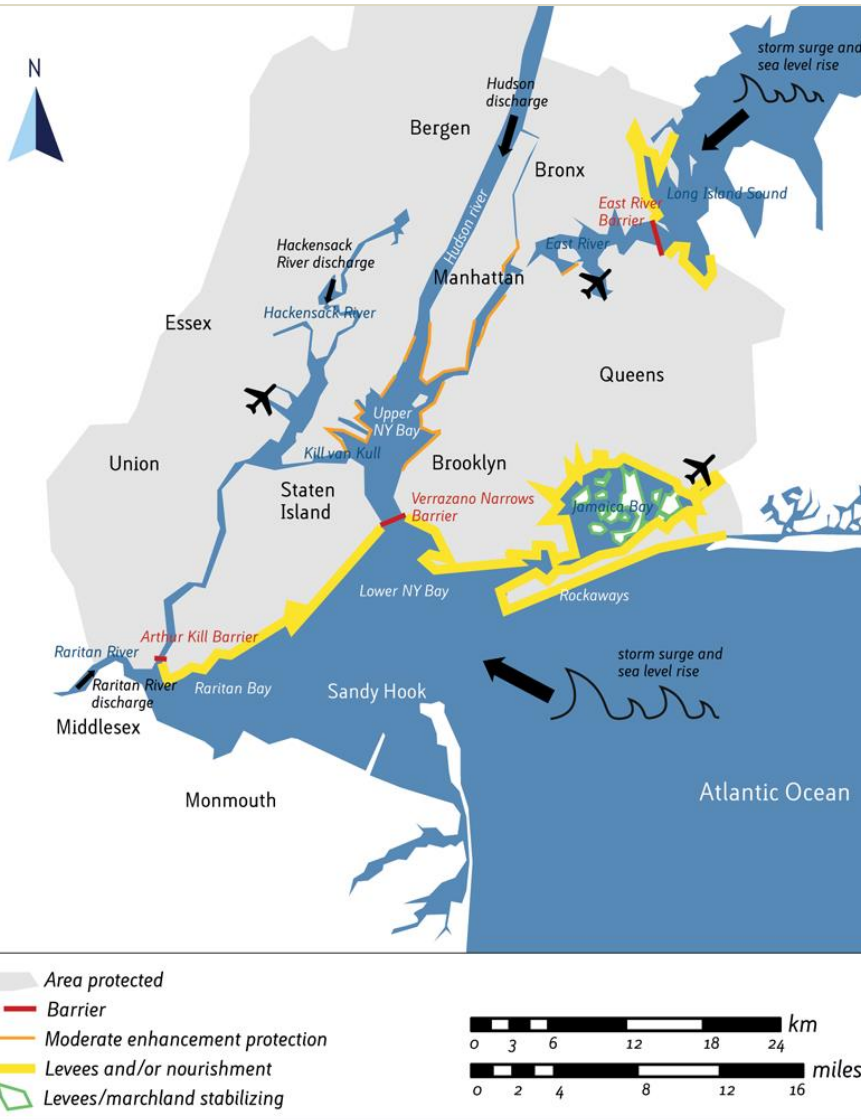 N
storm surge and
sea level rise
Hudson
discharge
Bergen
Bronx
Long Island Sound
East River
Barrier
Hudson river
East River
Hackensack
River discharge
Manhattan
Hackensack River
Essex
Queens
Upper
NY Bay
Kill van Kull
Union
Brooklyn
Staten
Island
Verrazano Narrows
Barrier
Jamaica Bay
Lower NY Bay
Rockaways
Arthur Kill Barrier
Raritan River
Raritan River
discharge
Raritan Bay
Sandy Hook
storm surge and
sea level rise
Middlesex
Monmouth
Atlantic Ocean
Area protected
Barrier
Moderate enhancement protection
Levees and/or nourishment
Levees/marchland stabilizing
km
0 3 6 12 18 24
miles
0 2 4 8 12 16